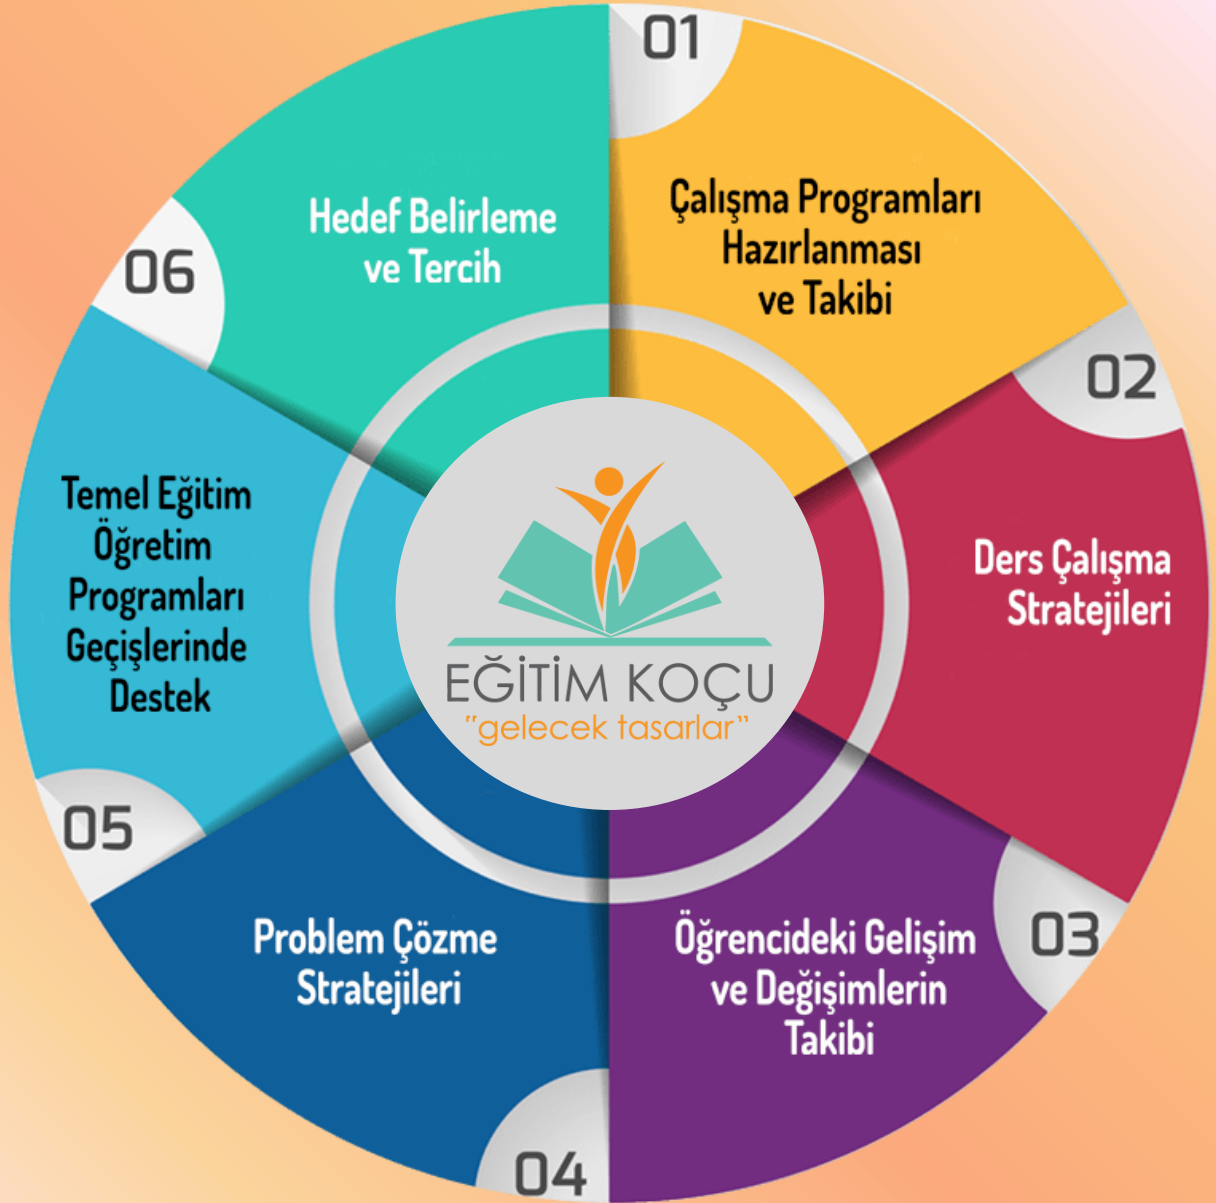 01
Çalışma Programları
Hazırlanması
ve Takibi
02
Ders Çalışma
Stratejileri
03
Öğrencideki Gelişim
ve Değişimlerin
Takibi
04
Problem Çözme
Stratejileri
05
Temel Eğitim
Öğretim
Programları
Geçişlerinde
Destek
06
Hedef Belirleme
ve Tercih
EĞİTİM KOÇU
"gelecek tasarlar"